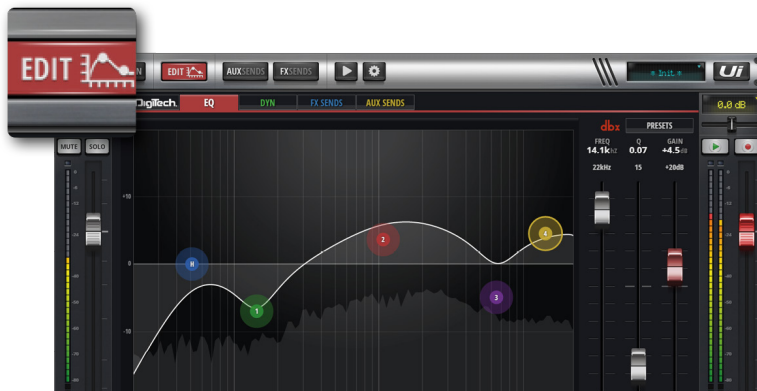 EDIT
EDIT AUXSENDS FXSENDS * Init * Ui
DigiTech. EQ DYN FX SENDS AUX SENDS 0.0 dB
dbx PRESETS
MUTE SOLO
FREQ Q GAIN
14.1kHz 0.07 +4.5dB
22kHz 15 +20dB
+10
0
-10
H
1
2
3
4